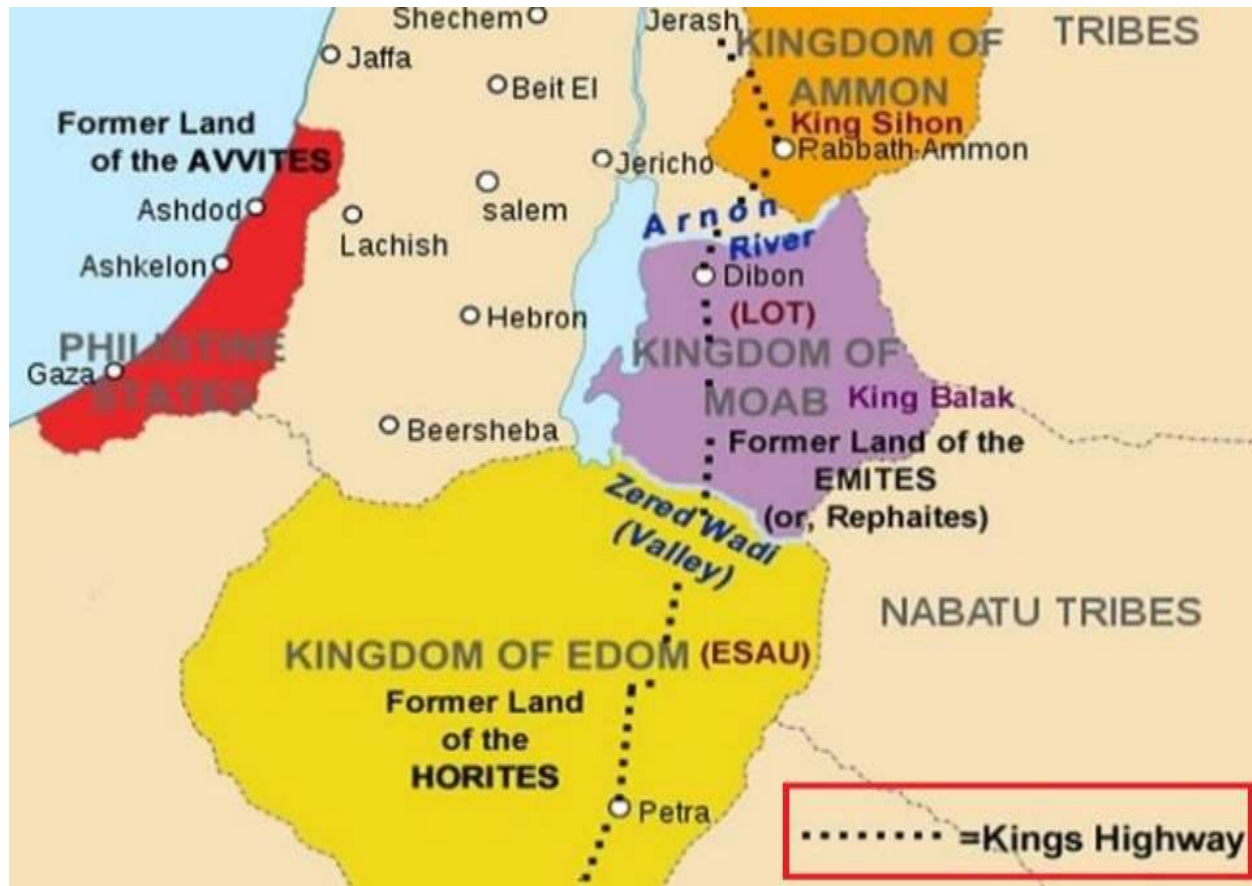 Shechem
Jerash
KINGDOM OF
AMMON
TRIBES
Jaffa
Beit El
King Sihon
Rabbath Ammon
Former Land
of the AVVITES
Jericho
Ashdod
salem
Lachish
Arnon
River
Ashkelon
Dibon
(LOT)
Hebron
PHILISTINE
STATES
Gaza
KINGDOM OF
MOAB
King Balak
Beersheba
Former Land of the
EMITES
(or, Rephaites)
Zered Wadi
(Valley)
NABATU TRIBES
KINGDOM OF EDOM (ESAU)
Former Land
of the
HORITES
Petra
=Kings Highway